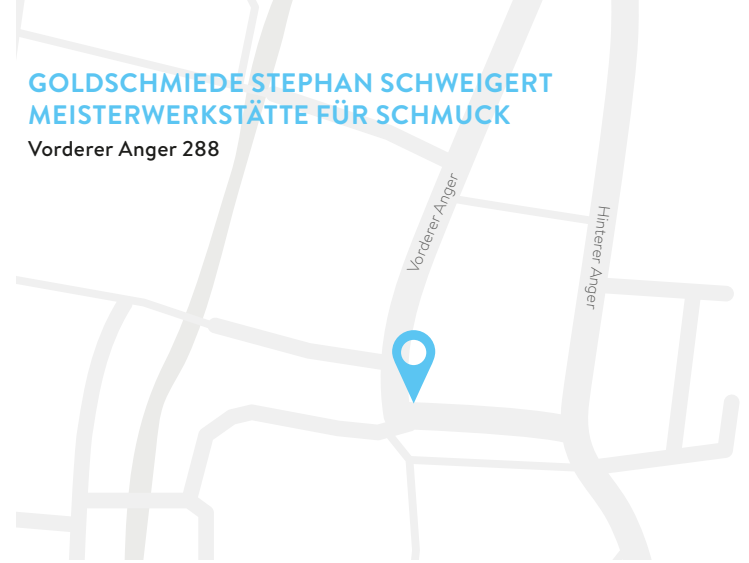 GOLDSCHMIEDE STEPHAN SCHWEIGERT
MEISTERWERKSTÄTTE FÜR SCHMUCK
Vorderer Anger 288
Vorderer Anger
Hinterer Anger